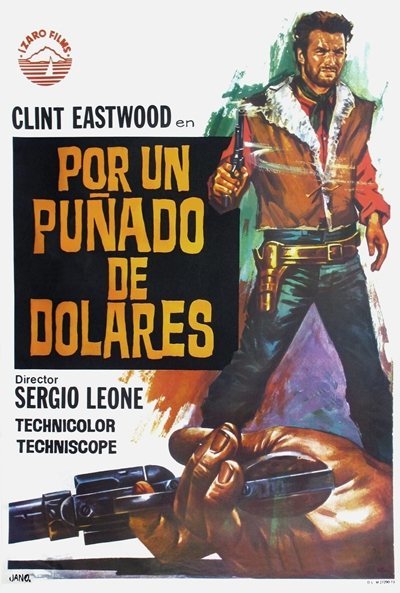 IZARO FILMS
CLINT EASTWOOD en
POR UN
PUÑADO
DE
DOLARES
Director
SERGIO LEONE
TECHNICOLOR
TECHNISCOPE
JANO.